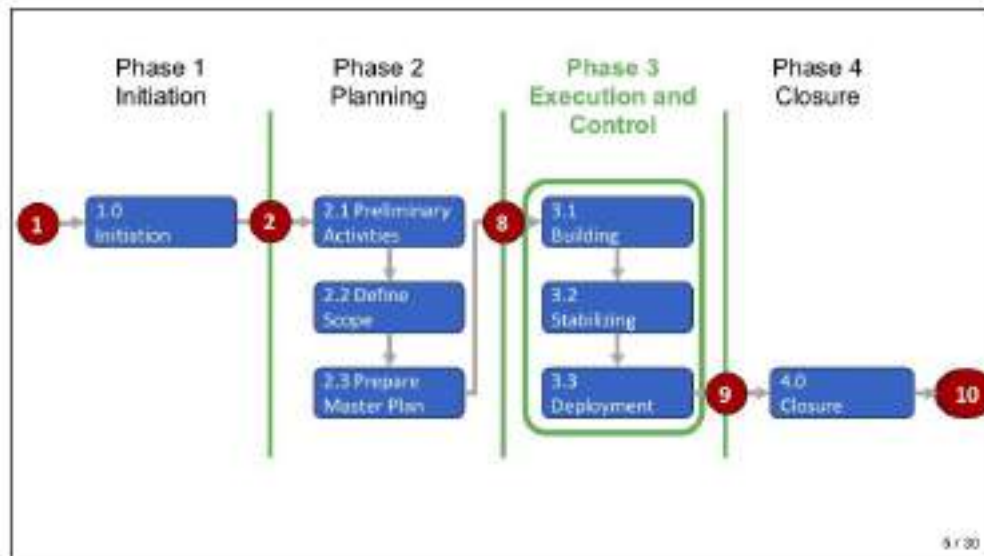 Phase 1
Initiation
Phase 2
Planning
Phase 3
Execution and
Control
Phase 4
Closure
1
1.0
Initiation
2
2.1 Preliminary
Activities
8
3.1
Building
2.2 Define
Scope
3.2
Stabilizing
2.3 Prepare
Master Plan
3.3
Deployment
9
4.0
Closure
10